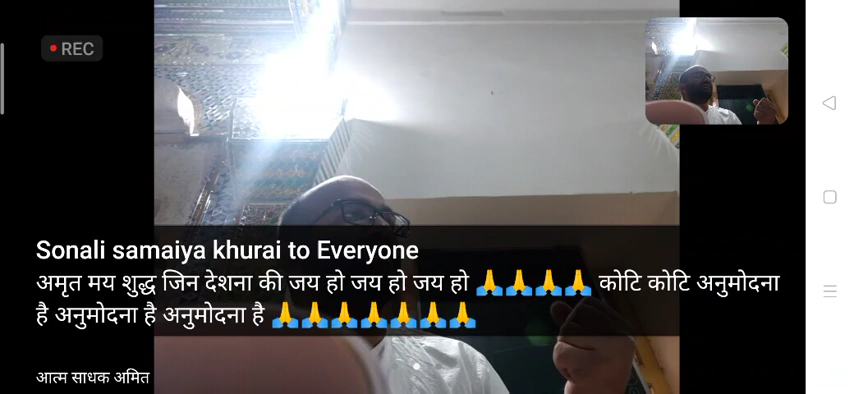 REC
Sonali samaiya khurai to Everyone
अमृत मय शुद्ध जिन देशना की जय हो जय हो जय हो 🙏🙏🙏🙏 कोटि कोटि अनुमोदना
है अनुमोदना है अनुमोदना है 🙏🙏🙏🙏🙏🙏🙏
आत्म साधक अमित